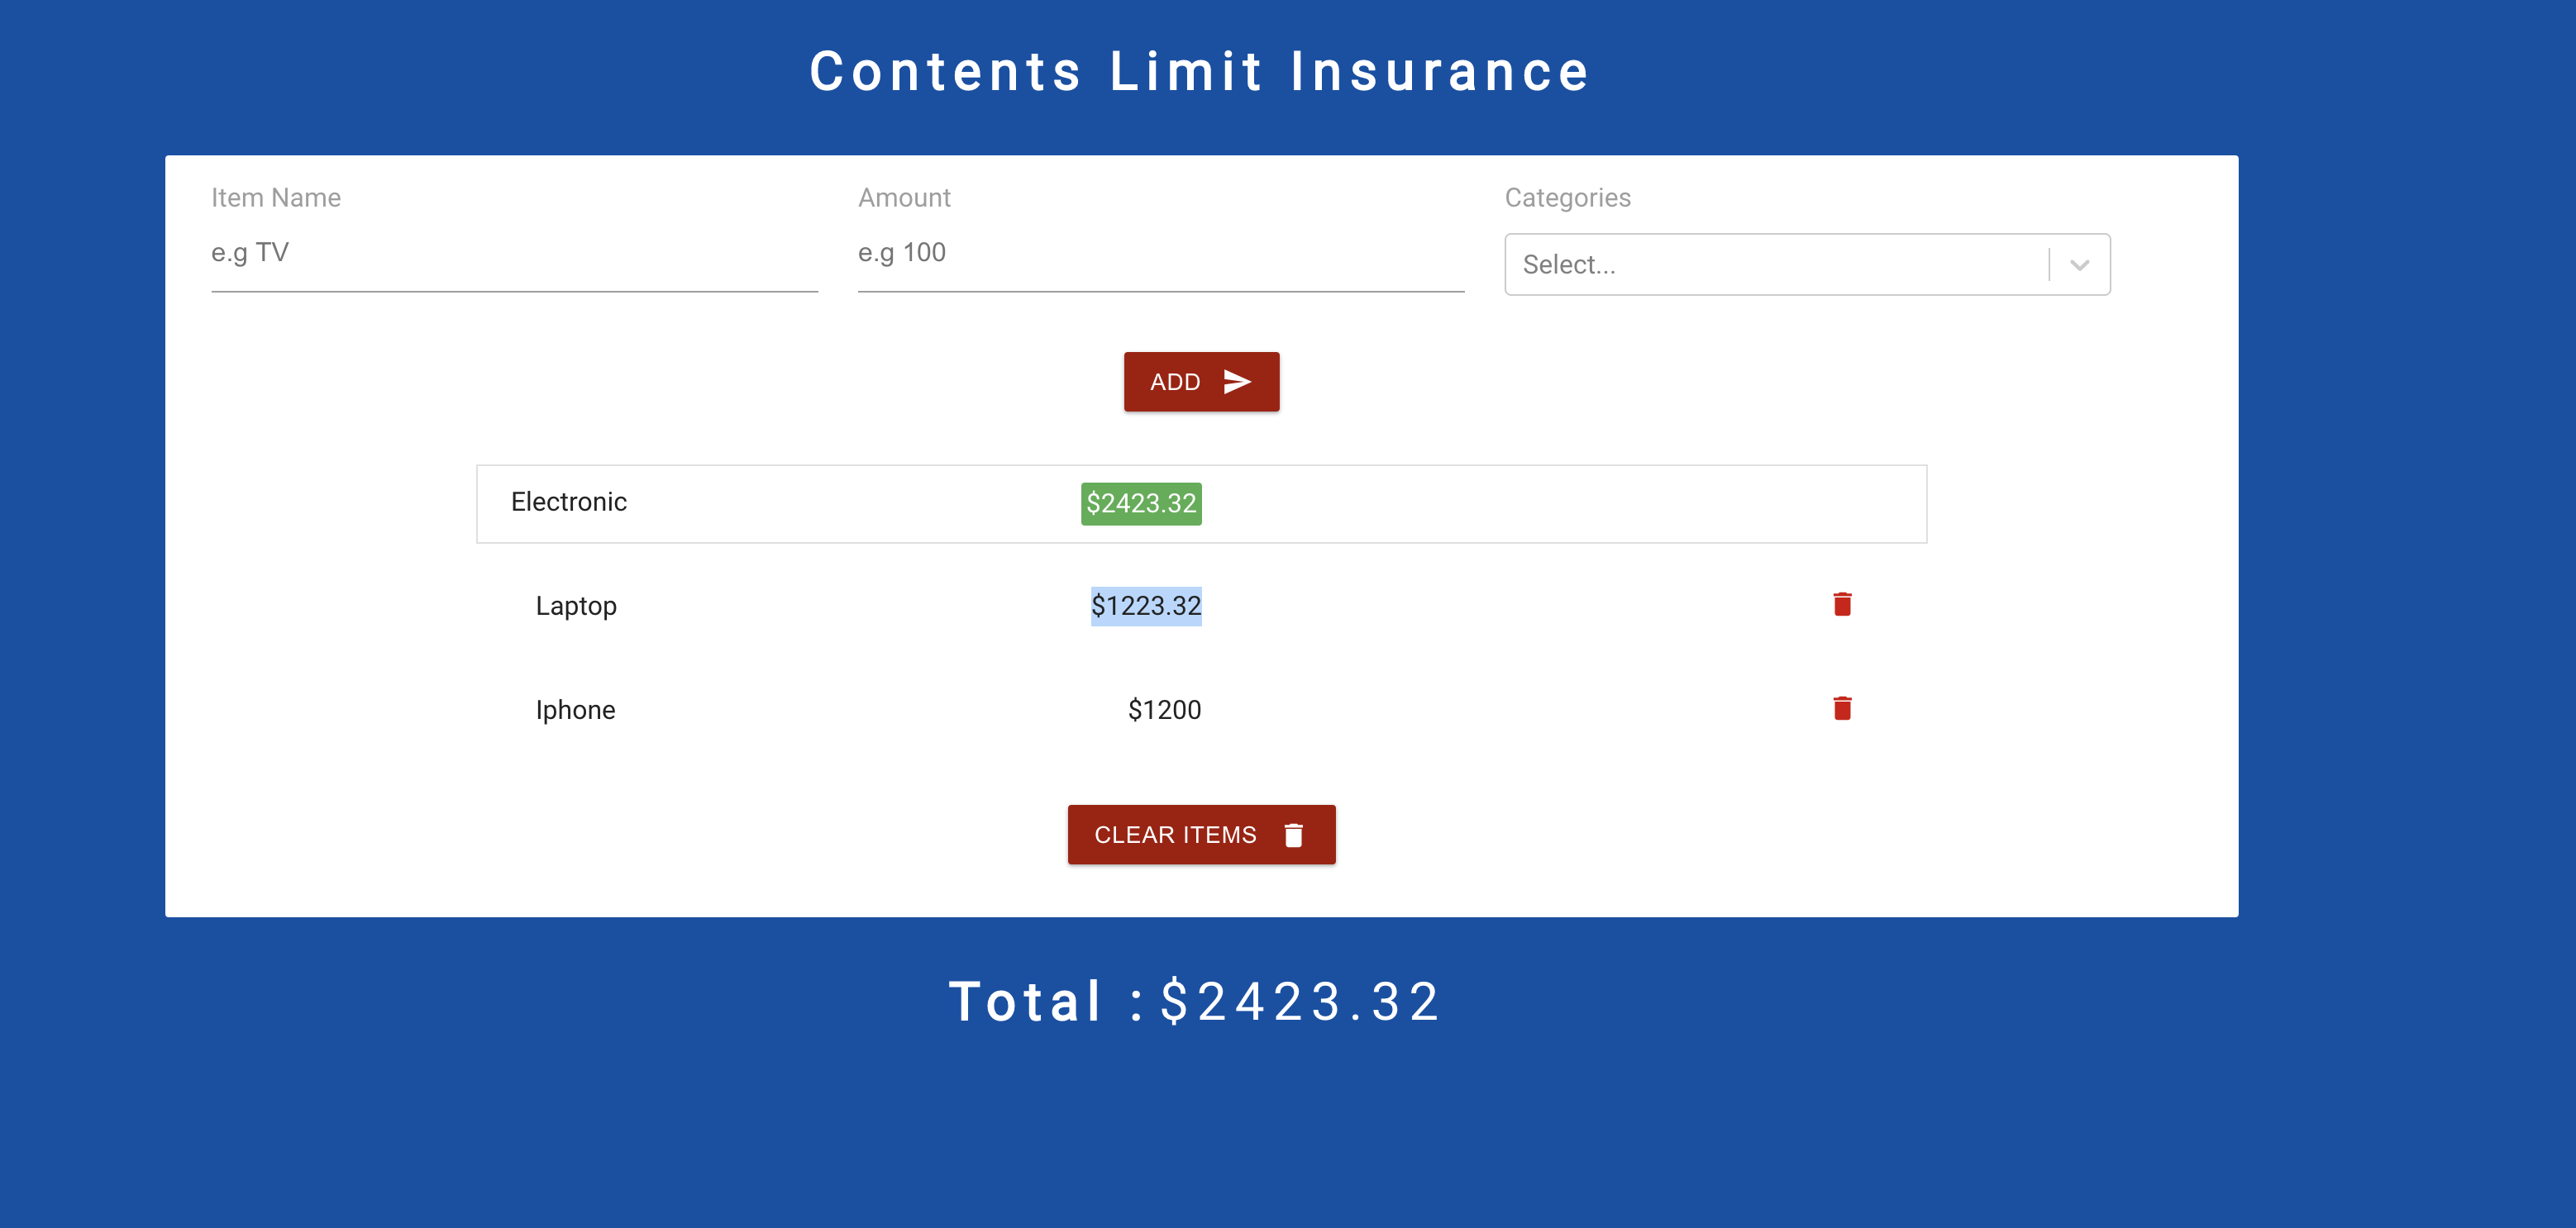 Contents Limit Insurance
Item Name Amount Categories
e.g TV e.g 100 Select...
ADD
Electronic $2423.32
Laptop $1223.32
Iphone $1200
CLEAR ITEMS
Total : $2423.32